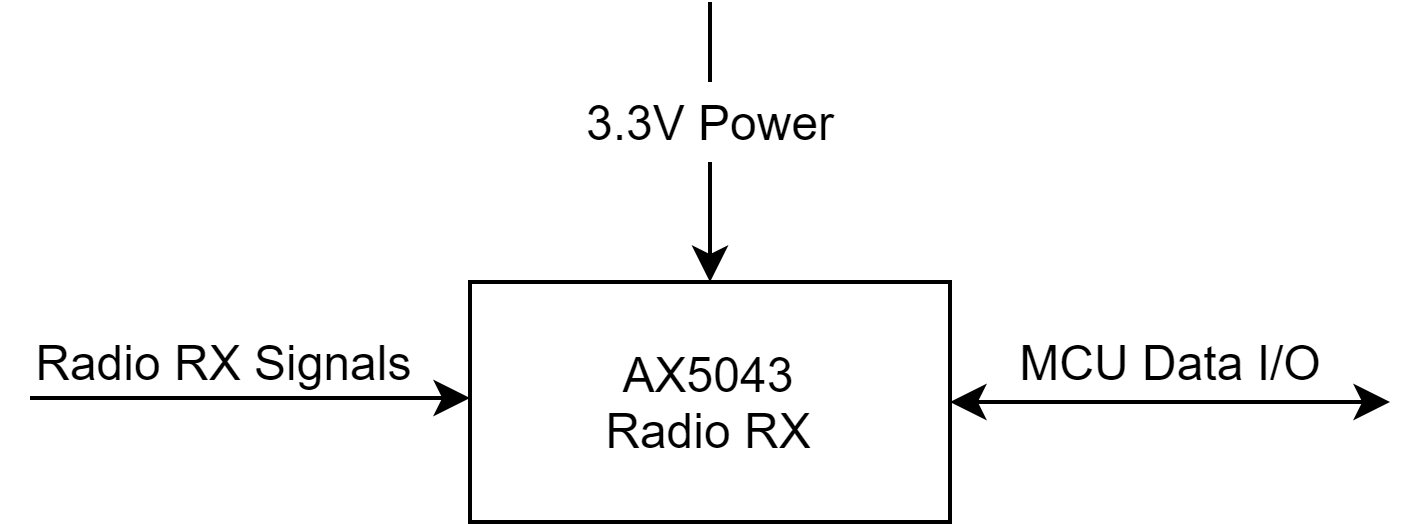 3.3V Power
Radio RX Signals
AX5043
Radio RX
MCU Data I/O